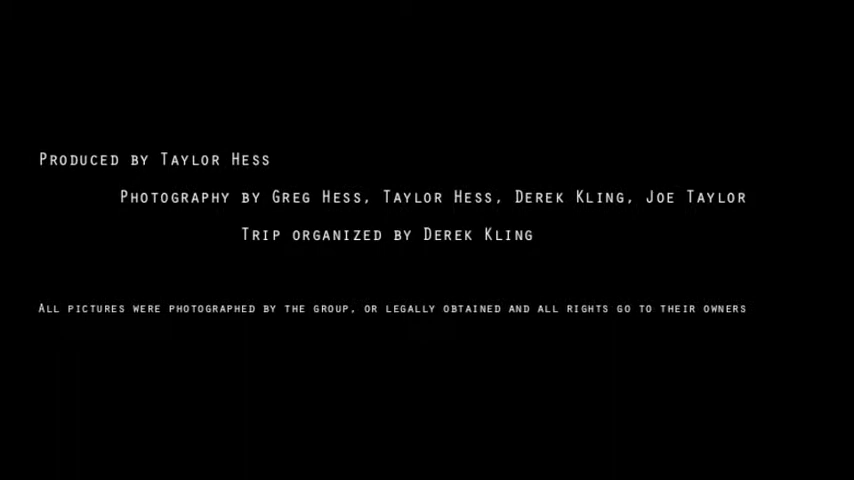 Produced by Taylor Hess
Photography by Greg Hess, Taylor Hess, Derek Kling, Joe Taylor
Trip organized by Derek Kling
All pictures were photographed by the group, or legally obtained and all rights go to their owners